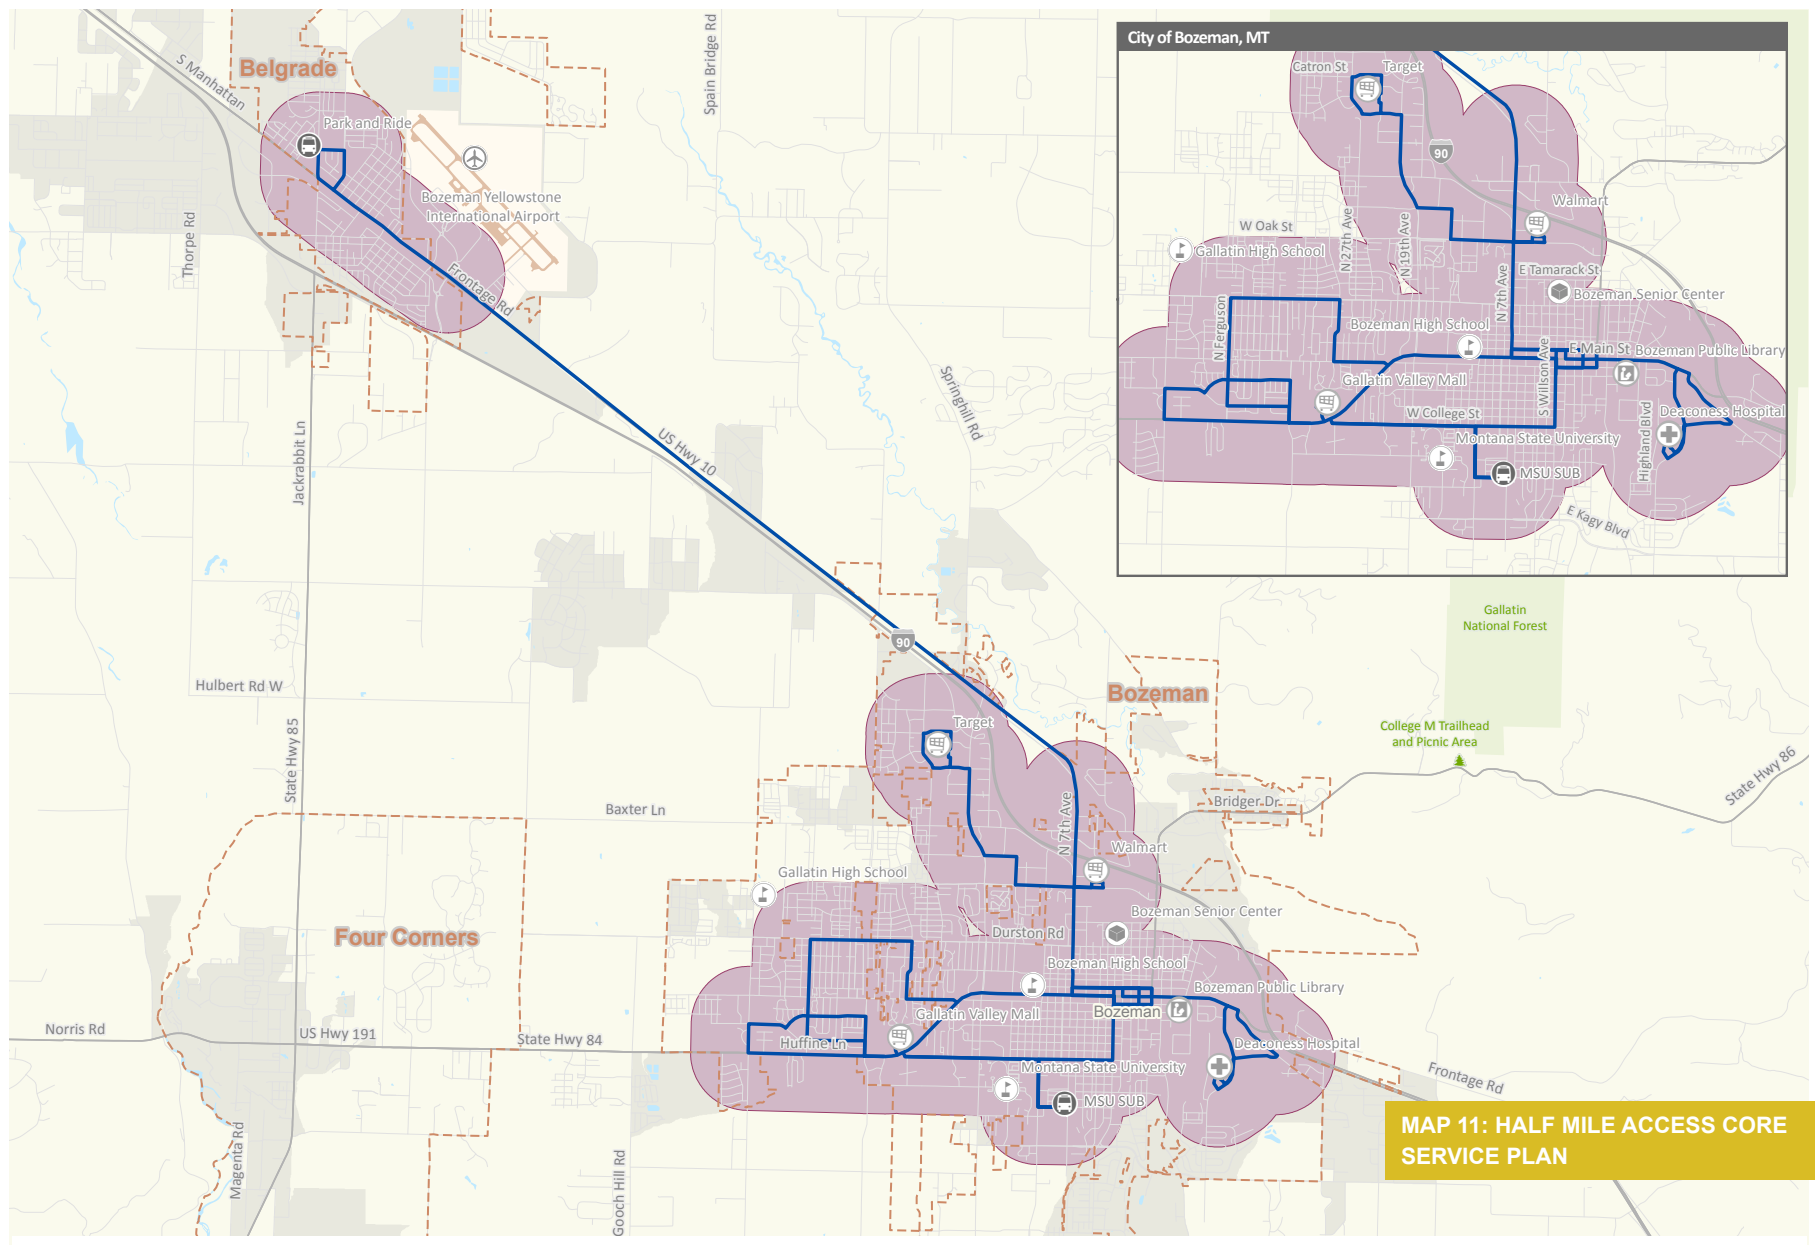 Belgrade
S Manhattan
Park and Ride
Bozeman Yellowstone
International Airport
Thorpe Rd
Frontage Rd
Spain Bridge Rd
Springhill Rd
Jackrabbit Ln
US Hwy 10
90
Hulbert Rd W
State Hwy 85
Baxter Ln
Bozeman
Target
N 7th Ave
Walmart
Bridger Dr
State Hwy 86
Gallatin
National Forest
College M Trailhead
and Picnic Area
Gallatin High School
Bozeman Senior Center
Durston Rd
Four Corners
Bozeman High School
Bozeman Public Library
Bozeman
Gallatin Valley Mall
Norris Rd
US Hwy 191
State Hwy 84
Huffine Ln
Deaconess Hospital
Montana State University
MSU SUB
Frontage Rd
Magenta Rd
Gooch Hill Rd
City of Bozeman, MT
Catron St
Target
90
Walmart
W Oak St
N 27th Ave
N 19th Ave
Gallatin High School
E Tamarack St
N 7th Ave
Bozeman Senior Center
N Ferguson
Bozeman High School
E Main St
Bozeman Public Library
S Willson Ave
Gallatin Valley Mall
W College St
Highland Blvd
Deaconess Hospital
Montana State University
MSU SUB
E Kagy Blvd
MAP 11: HALF MILE ACCESS CORE
SERVICE PLAN